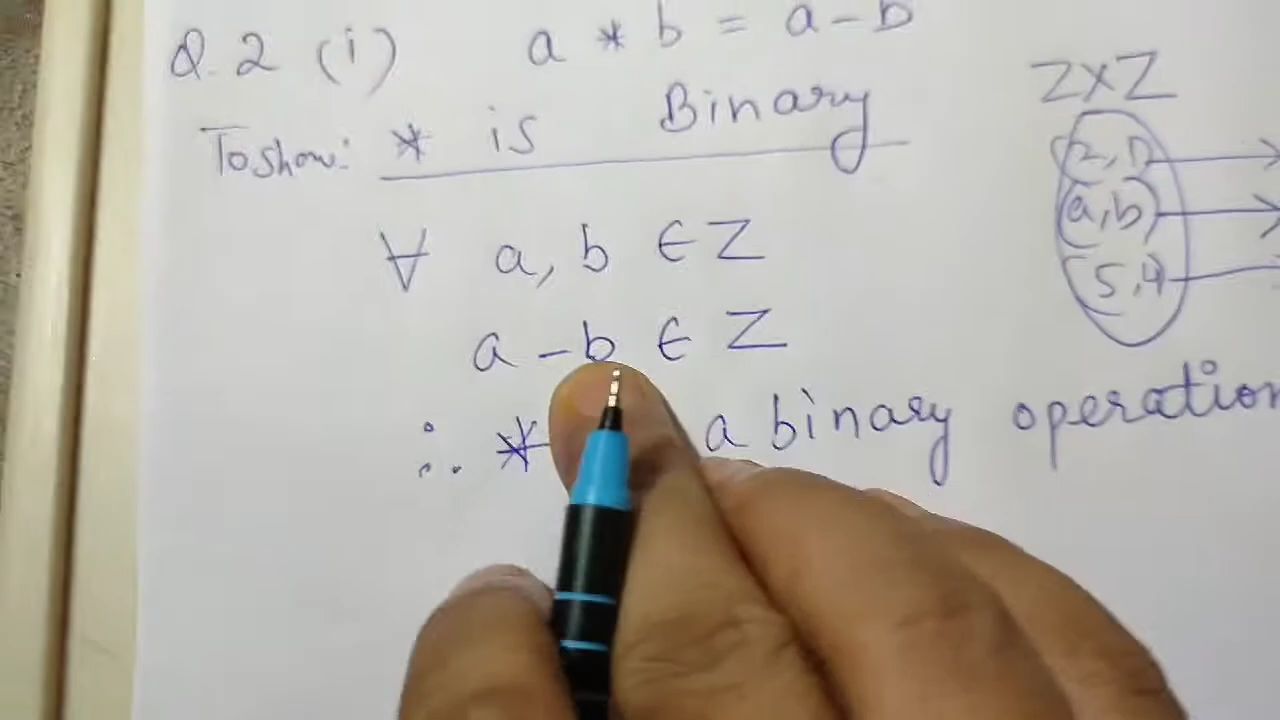 Q.2 (i) a * b = a - b
To show: * is Binary
∀ a, b ∈ Z
a - b ∈ Z
∴ * a binary operation
Z×Z
(a,b)
(5,4)